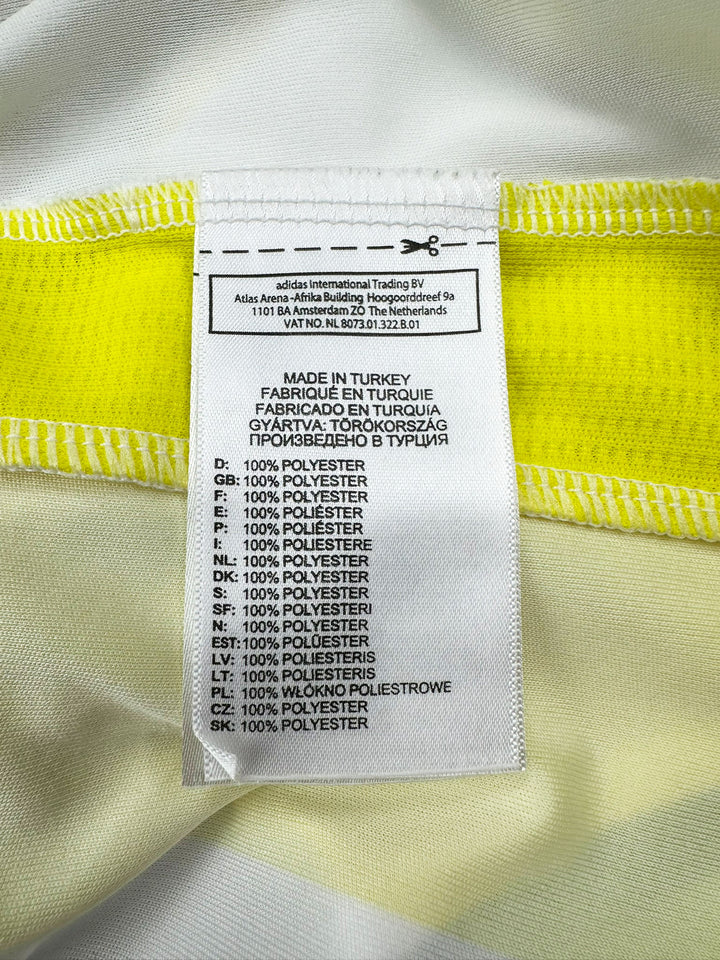 adidas International Trading BV
Atlas Arena -Afrika Building Hoogoorddreef 9a
1101 BA Amsterdam ZO The Netherlands
VAT NO. NL 8073.01.322.B.01
MADE IN TURKEY
FABRIQUÉ EN TURQUIE
FABRICADO EN TURQUíA
GYÁRTVA: TÖRÖKORSZÁG
ПРОИЗВЕДЕНО В ТУРЦИЯ
D: 100% POLYESTER
GB: 100% POLYESTER
F: 100% POLYESTER
E: 100% POLIÉSTER
P: 100% POLIÉSTER
I: 100% POLIESTERE
NL: 100% POLYESTER
DK: 100% POLYESTER
S: 100% POLYESTER
SF: 100% POLYESTERI
N: 100% POLYESTER
EST: 100% POLÜESTER
LV: 100% POLIESTERIS
LT: 100% POLIESTERIS
PL: 100% WŁÓKNO POLIESTROWE
CZ: 100% POLYESTER
SK: 100% POLYESTER